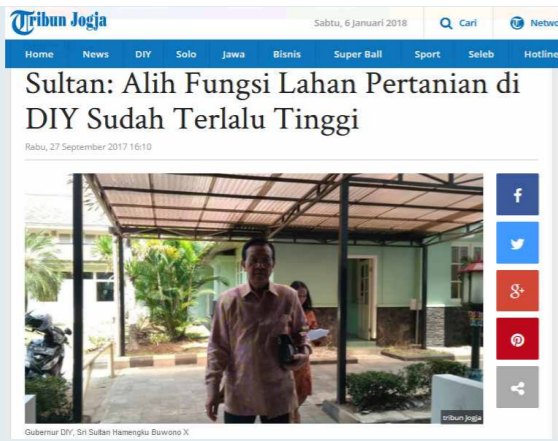 Tribun Jogja
Sabtu, 6 Januari 2018
Cari
Netwo
Home News DIY Solo Jawa Bisnis Super Ball Sport Seleb Hotline
Sultan: Alih Fungsi Lahan Pertanian di
DIY Sudah Terlalu Tinggi
Rabu, 27 September 2017 16:10
f
g+
tribun jogja
Gubernur DIY, Sri Sultan Hamengku Buwono X